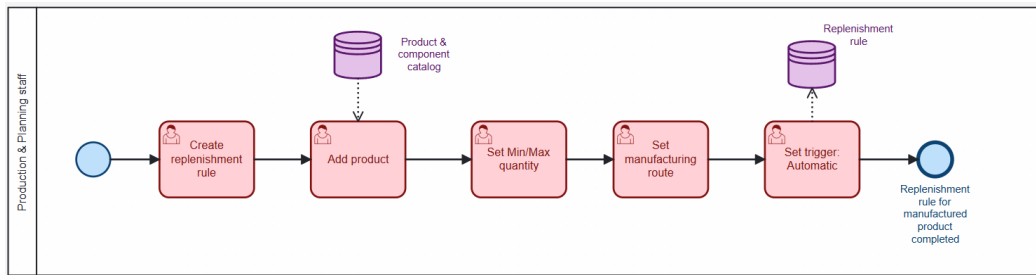 Production & Planning staff
Product &
component
catalog
Replenishment
rule
Create
replenishment
rule
Add product
Set Min/Max
quantity
Set
manufacturing
route
Set trigger:
Automatic
Replenishment
rule for
manufactured
product
completed